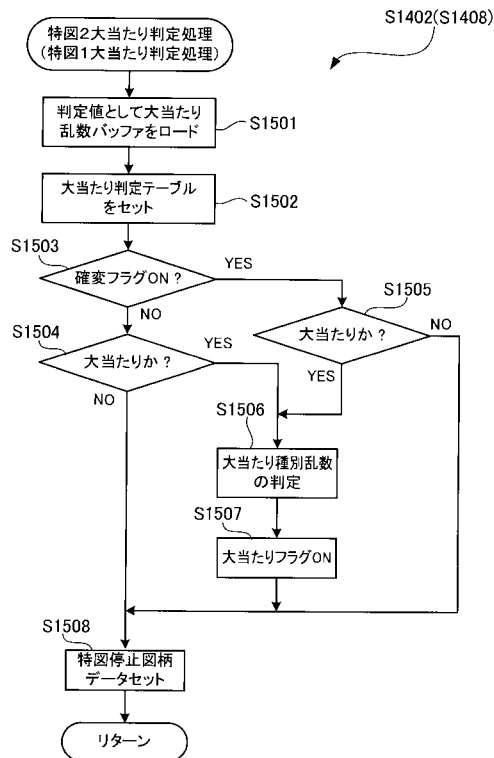 S1402(S1408)
特図2大当たり判定処理
(特図1大当たり判定処理)
判定値として大当たり
乱数バッファをロード
S1501
大当たり判定テーブル
をセット
S1502
S1503
確変フラグON?
YES
NO
S1505
大当たりか?
NO
YES
S1504
大当たりか?
YES
NO
S1506
大当たり種別乱数
の判定
S1507
大当たりフラグON
S1508
特図停止図柄
データセット
リターン